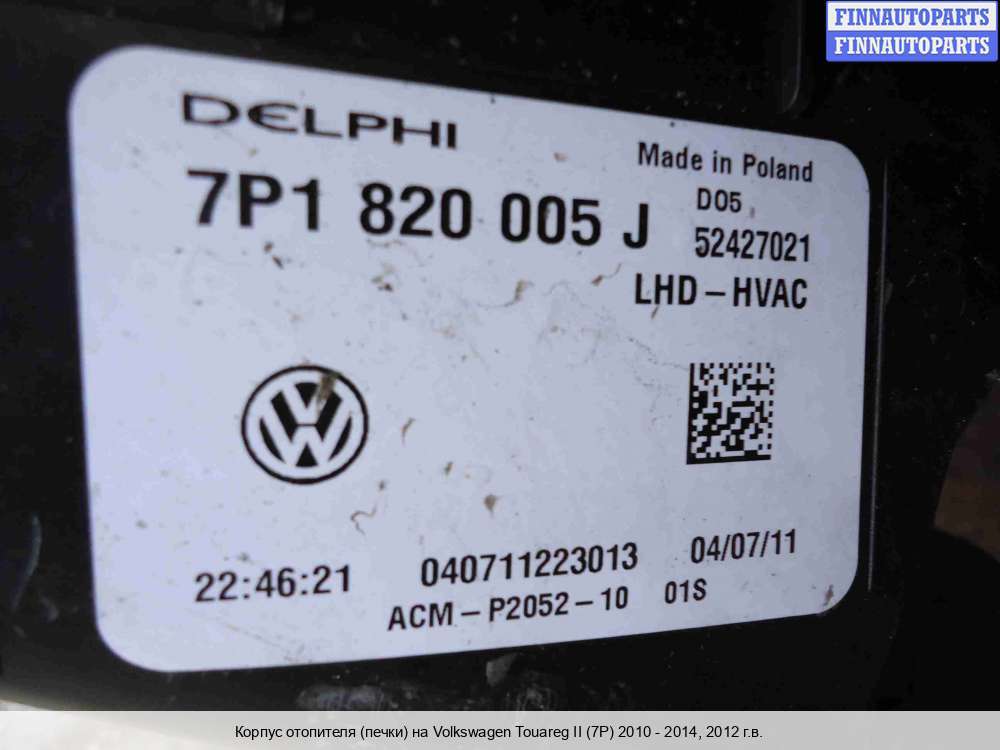 FINNAUTOPARTS
FINNAUTOPARTS
DELPHI
Made in Poland
7P1 820 005 J
D05
52427021
LHD-HVAC
22:46:21
040711223013
04/07/11
ACM-P2052-10
01S
Корпус отопителя (печки) на Volkswagen Touareg II (7P) 2010 - 2014, 2012 г.в.